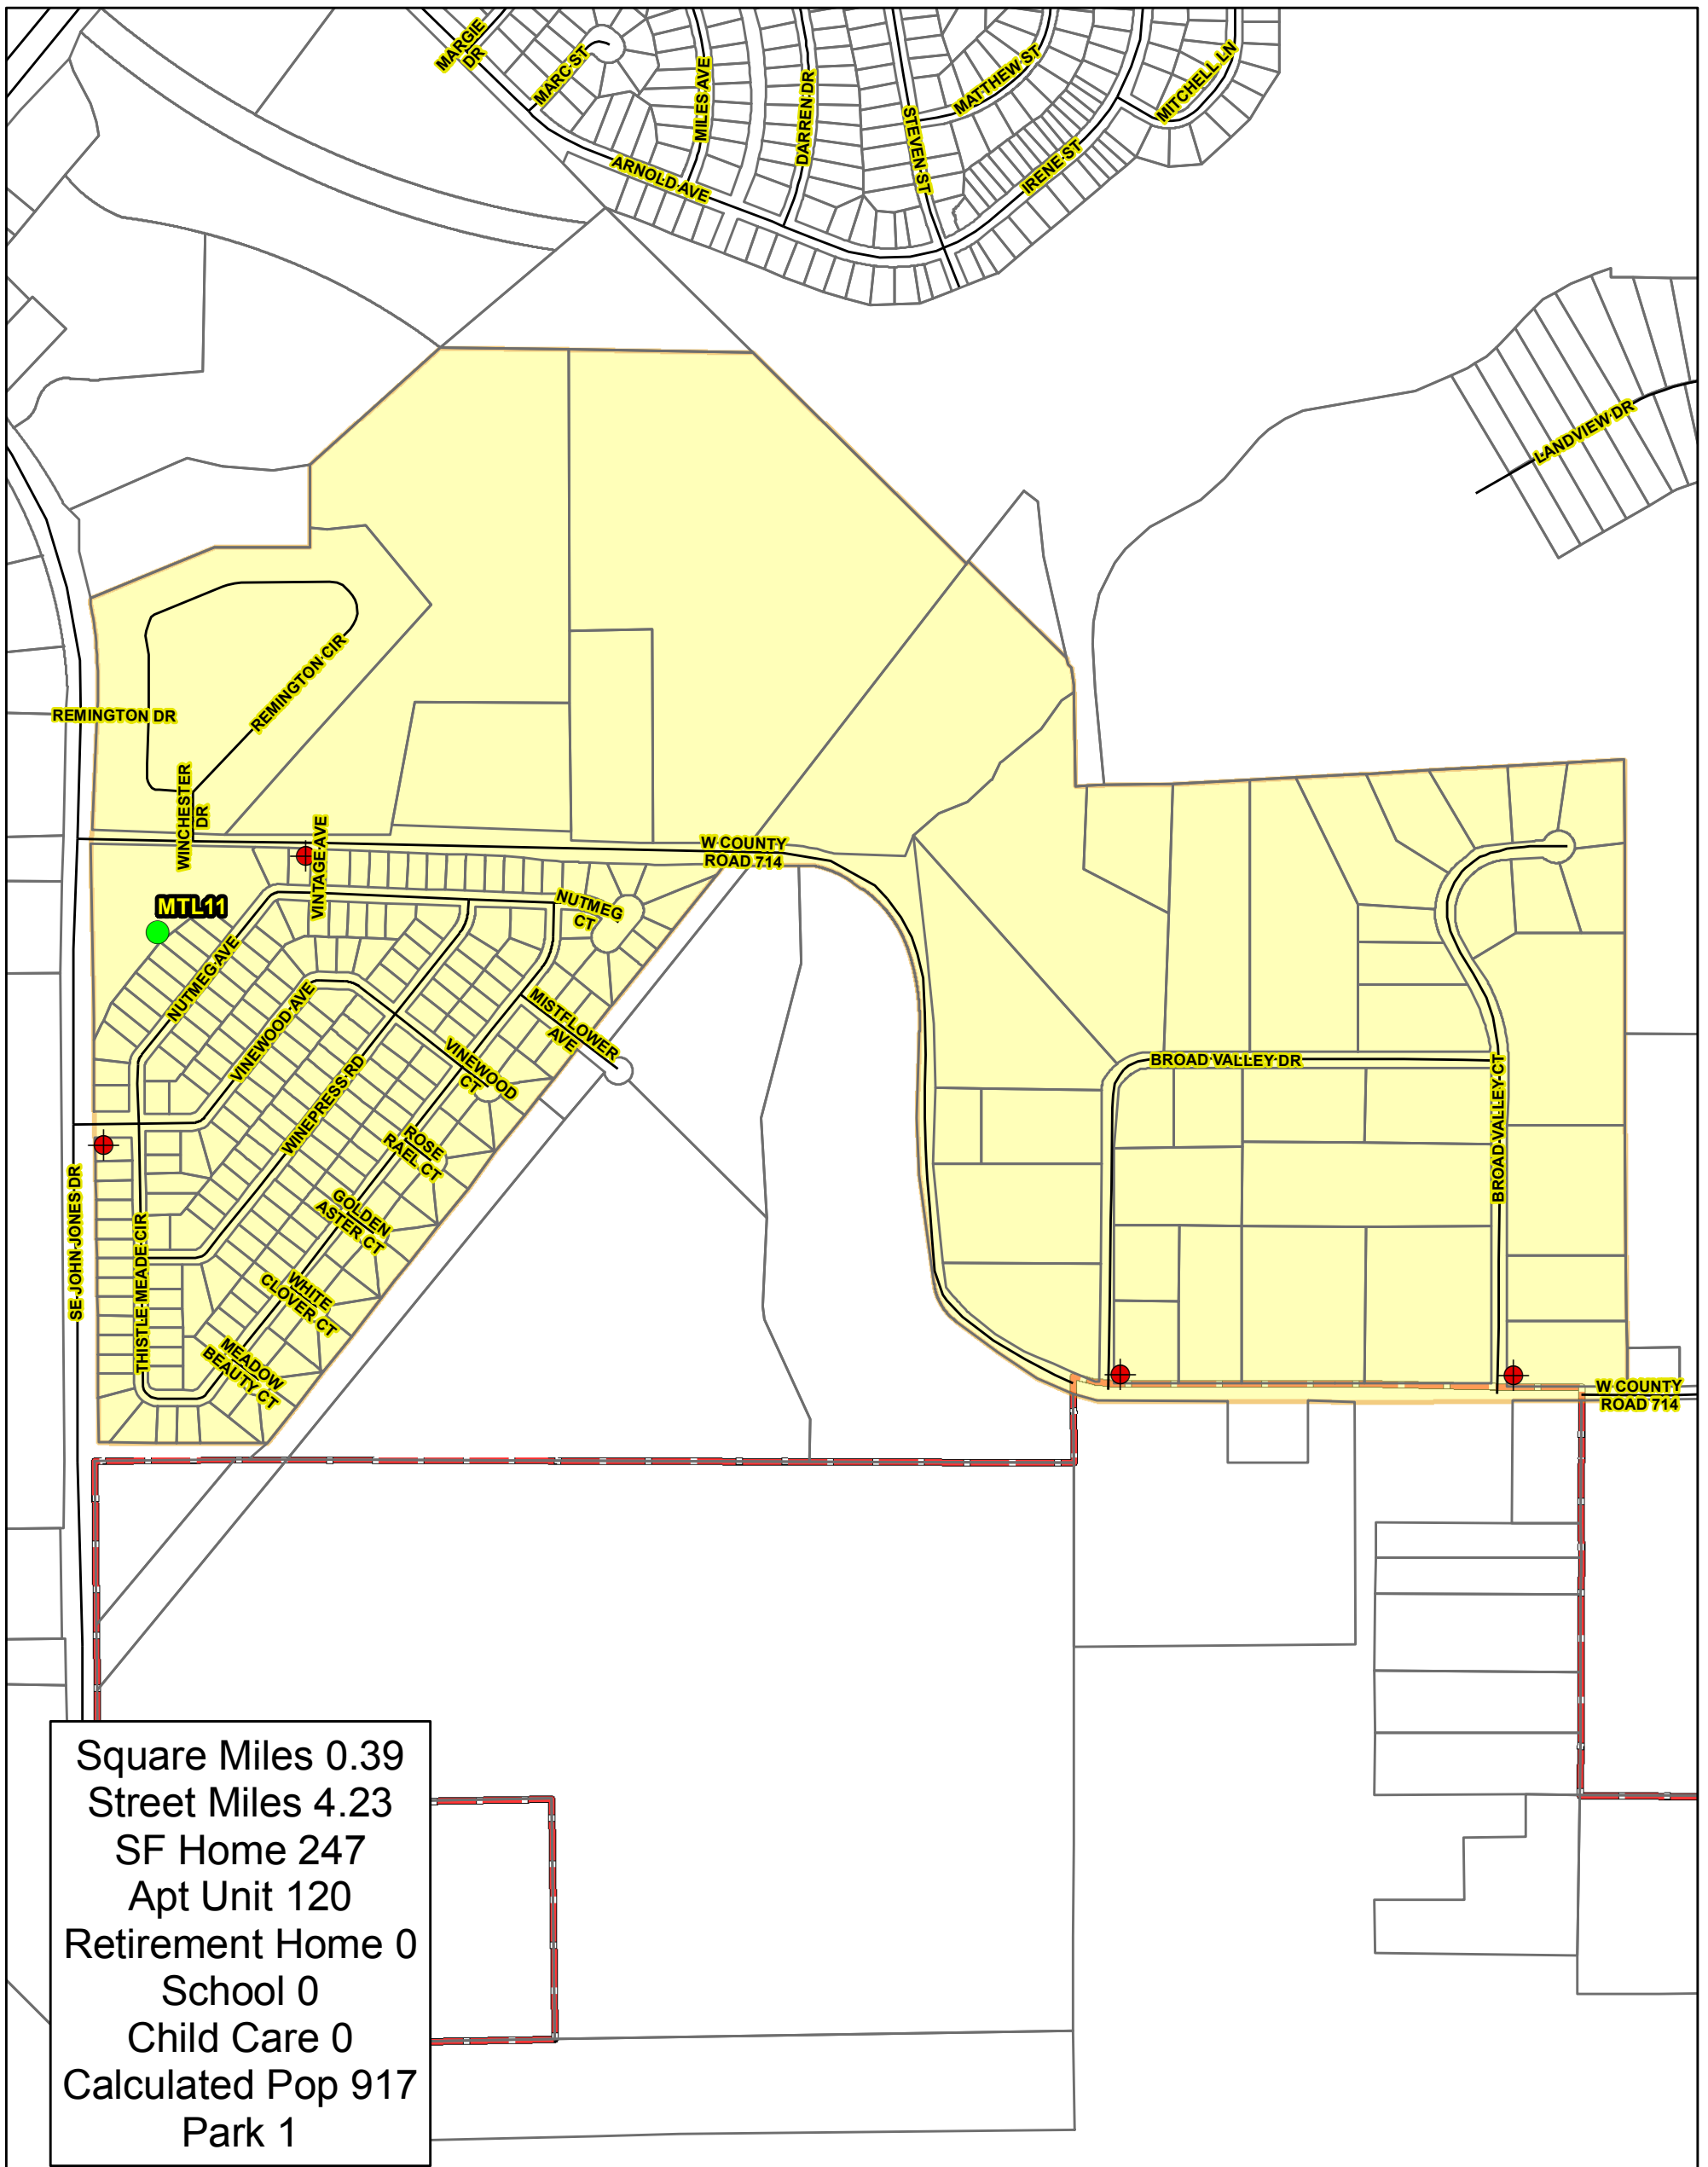 MARGIE
DR
MARC ST
MILES AVE
DARREN DR
STEVEN ST
MATTHEW ST
MITCHELL LN
ARNOLD AVE
IRENE ST
LANDVIEW DR
REMINGTON CIR
REMINGTON DR
WINCHESTER
DR
VINTAGE AVE
W COUNTY
ROAD 714
MTL11
NUTMEG
CT
NUTMEG AVE
VINEWOOD AVE
MISTFLOWER
AVE
VINEWOOD
CT
WINEPRESS RD
BROAD VALLEY DR
BROAD VALLEY CT
ROSE
RAEL CT
GOLDEN
ASTER CT
SE JOHN JONES DR
THISTLE MEADE CIR
WHITE
CLOVER CT
MEADOW
BEAUTY CT
W COUNTY
ROAD 714
Square Miles 0.39
Street Miles 4.23
SF Home 247
Apt Unit 120
Retirement Home 0
School 0
Child Care 0
Calculated Pop 917
Park 1